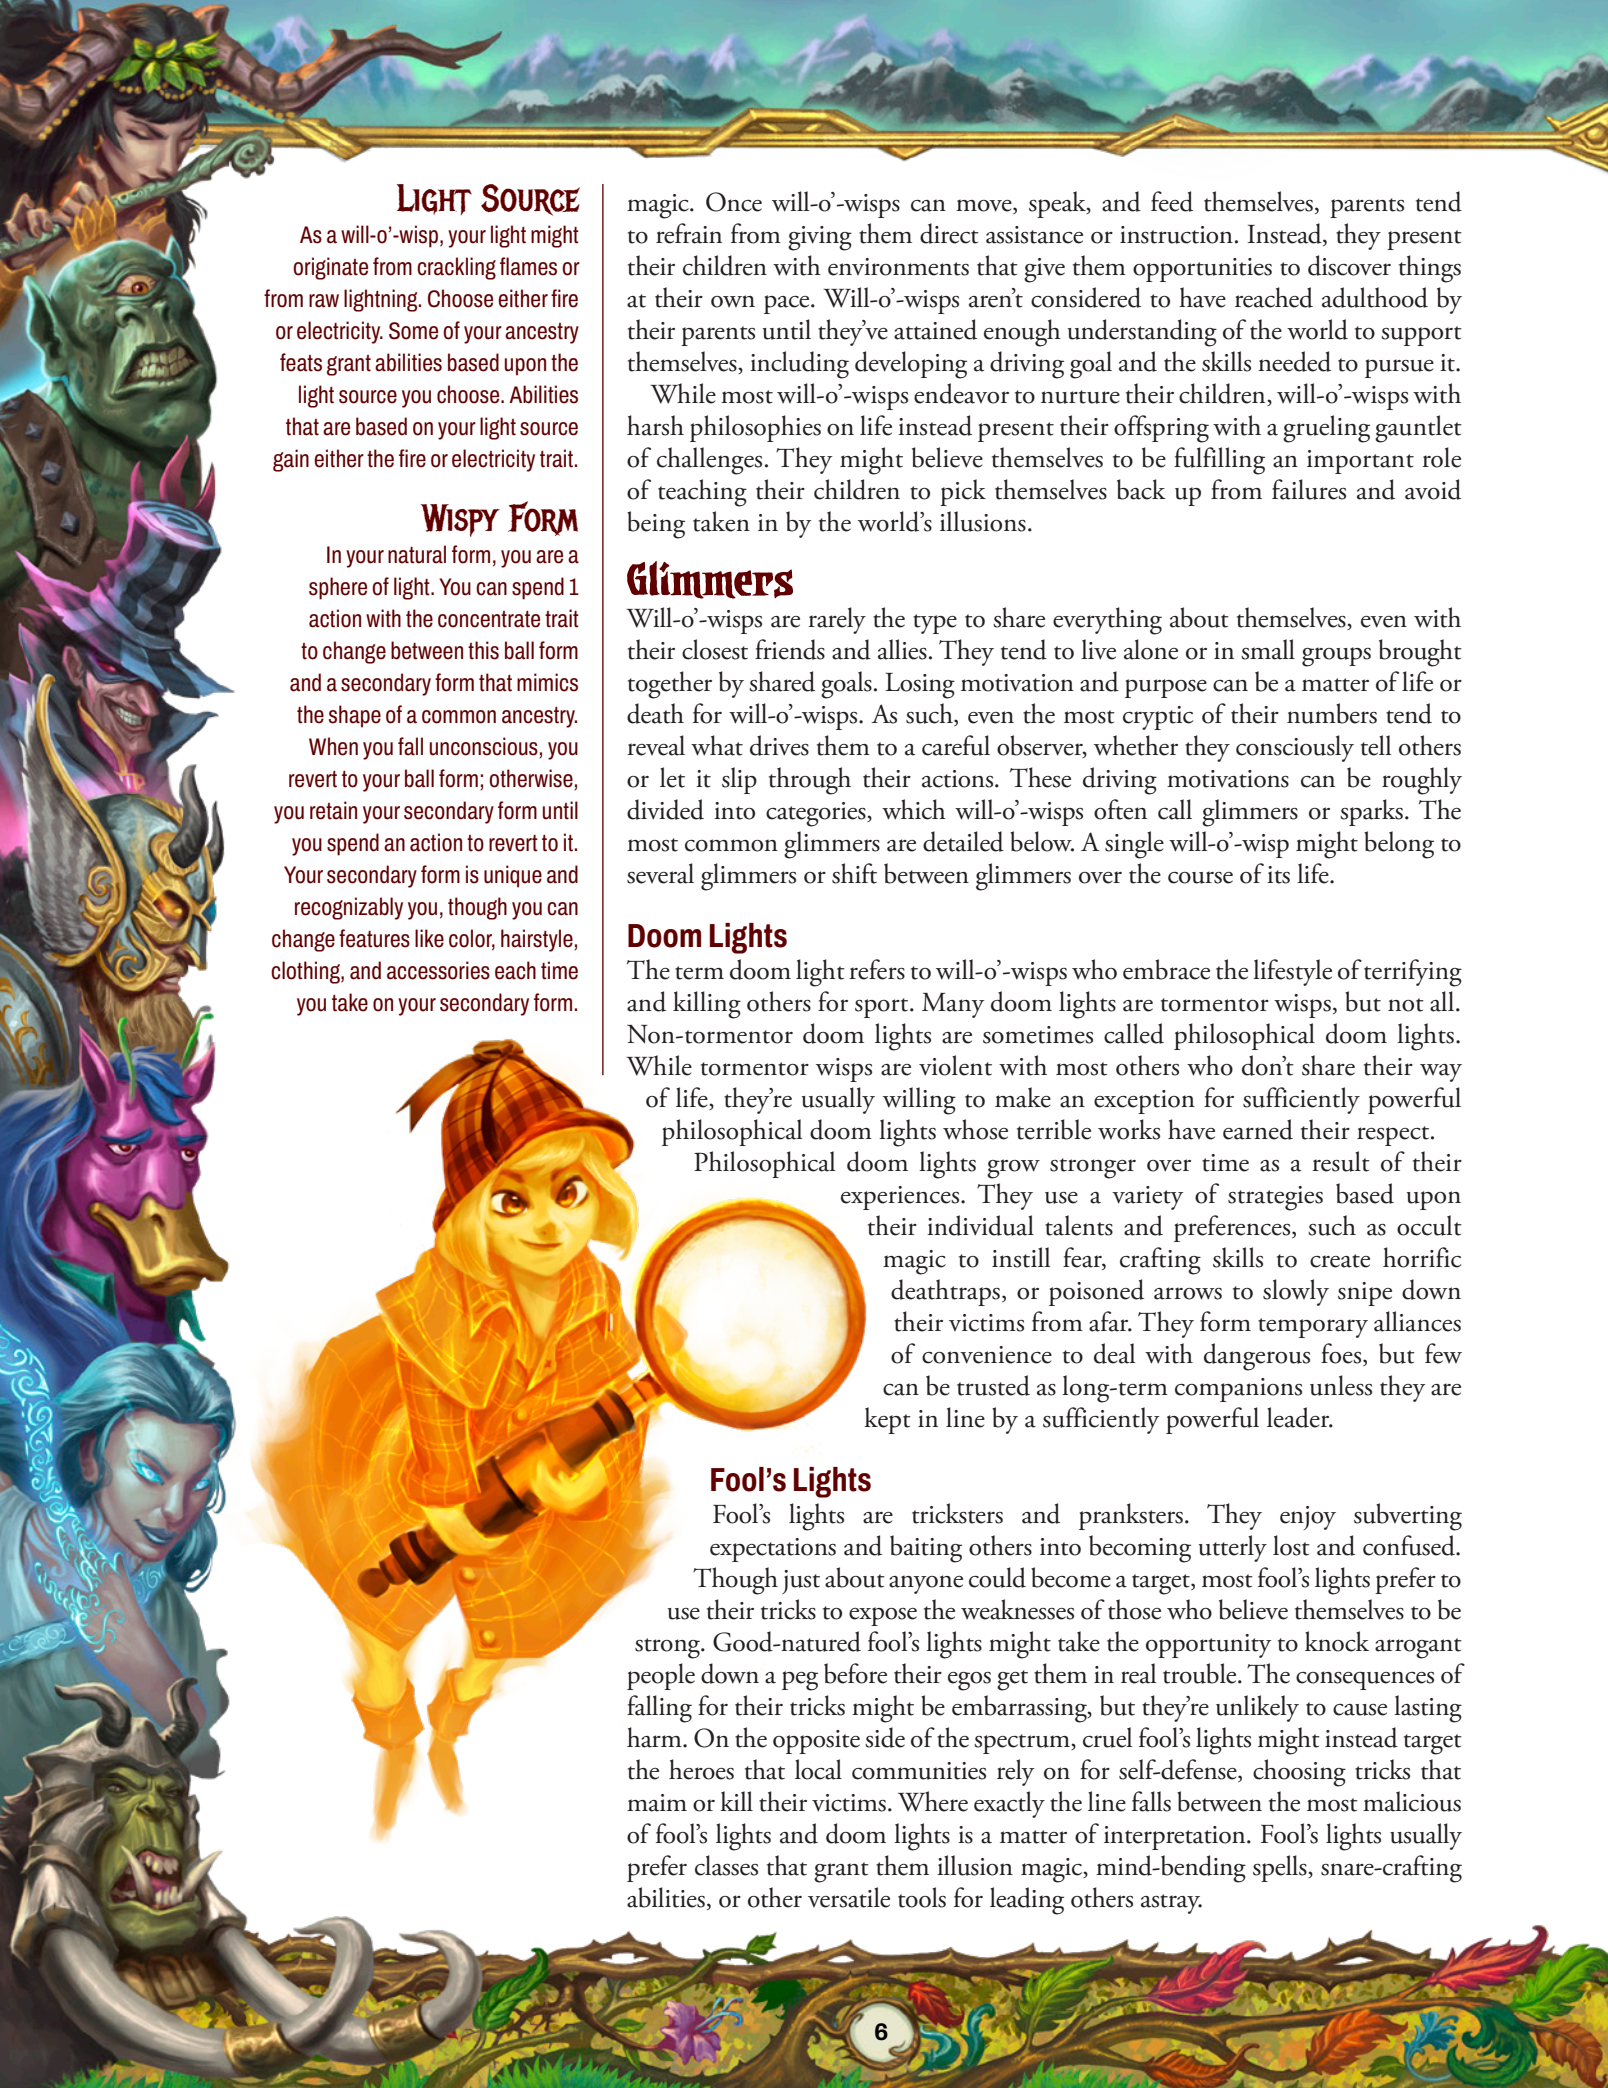 LIGHT SOURCE
As a will-o’-wisp, your light might
originate from crackling flames or
from raw lightning. Choose either fire
or electricity. Some of your ancestry
feats grant abilities based upon the
light source you choose. Abilities
that are based on your light source
gain either the fire or electricity trait.
WISPY FORM
In your natural form, you are a
sphere of light. You can spend 1
action with the concentrate trait
to change between this ball form
and a secondary form that mimics
the shape of a common ancestry.
When you fall unconscious, you
revert to your ball form; otherwise,
you retain your secondary form until
you spend an action to revert to it.
Your secondary form is unique and
recognizably you, though you can
change features like color, hairstyle,
clothing, and accessories each time
you take on your secondary form.
magic. Once will-o’-wisps can move, speak, and feed themselves, parents tend
to refrain from giving them direct assistance or instruction. Instead, they present
their children with environments that give them opportunities to discover things
at their own pace. Will-o’-wisps aren’t considered to have reached adulthood by
their parents until they’ve attained enough understanding of the world to support
themselves, including developing a driving goal and the skills needed to pursue it.
While most will-o’-wisps endeavor to nurture their children, will-o’-wisps with
harsh philosophies on life instead present their offspring with a grueling gauntlet
of challenges. They might believe themselves to be fulfilling an important role
of teaching their children to pick themselves back up from failures and avoid
being taken in by the world’s illusions.
Glimmers
Will-o’-wisps are rarely the type to share everything about themselves, even with
their closest friends and allies. They tend to live alone or in small groups brought
together by shared goals. Losing motivation and purpose can be a matter of life or
death for will-o’-wisps. As such, even the most cryptic of their numbers tend to
reveal what drives them to a careful observer, whether they consciously tell others
or let it slip through their actions. These driving motivations can be roughly
divided into categories, which will-o’-wisps often call glimmers or sparks. The
most common glimmers are detailed below. A single will-o’-wisp might belong to
several glimmers or shift between glimmers over the course of its life.
Doom Lights
The term doom light refers to will-o’-wisps who embrace the lifestyle of terrifying
and killing others for sport. Many doom lights are tormentor wisps, but not all.
Non-tormentor doom lights are sometimes called philosophical doom lights.
While tormentor wisps are violent with most others who don’t share their way
of life, they’re usually willing to make an exception for sufficiently powerful
philosophical doom lights whose terrible works have earned their respect.
Philosophical doom lights grow stronger over time as a result of their
experiences. They use a variety of strategies based upon
their individual talents and preferences, such as occult
magic to instill fear, crafting skills to create horrific
deathtraps, or poisoned arrows to slowly snipe down
their victims from afar. They form temporary alliances
of convenience to deal with dangerous foes, but few
can be trusted as long-term companions unless they are
kept in line by a sufficiently powerful leader.
Fool’s Lights
Fool’s lights are tricksters and pranksters. They enjoy subverting
expectations and baiting others into becoming utterly lost and confused.
Though just about anyone could become a target, most fool’s lights prefer to
use their tricks to expose the weaknesses of those who believe themselves to be
strong. Good-natured fool’s lights might take the opportunity to knock arrogant
people down a peg before their egos get them in real trouble. The consequences of
falling for their tricks might be embarrassing, but they’re unlikely to cause lasting
harm. On the opposite side of the spectrum, cruel fool’s lights might instead target
the heroes that local communities rely on for self-defense, choosing tricks that
maim or kill their victims. Where exactly the line falls between the most malicious
of fool’s lights and doom lights is a matter of interpretation. Fool’s lights usually
prefer classes that grant them illusion magic, mind-bending spells, snare-crafting
abilities, or other versatile tools for leading others astray.
6